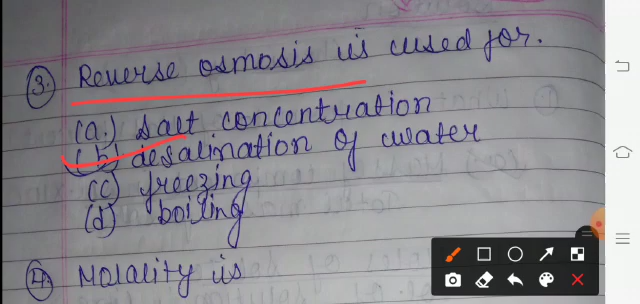 3. Reverse osmosis is used for.
(a.) salt concentration
(b) desalination of water
(c) freezing
(d) boiling
4. Molality is